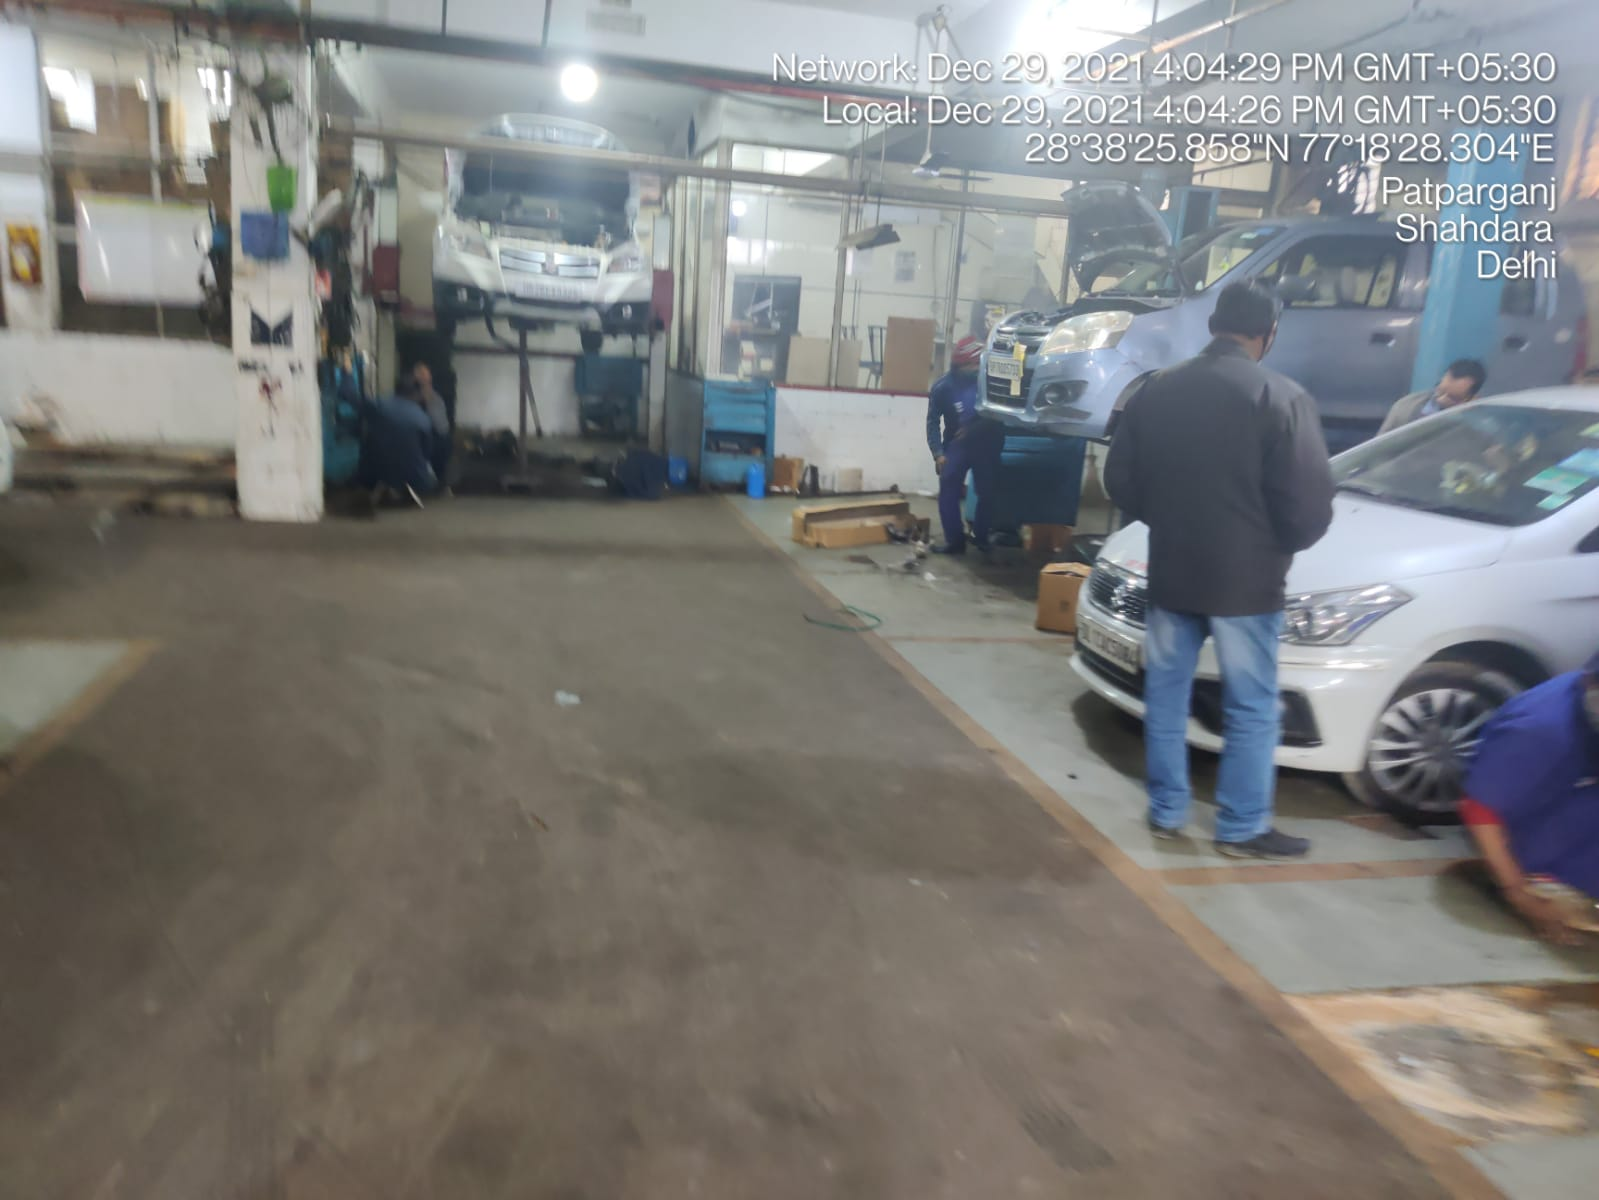 Network: Dec 29, 2021 4:04:29 PM GMT+05:30
Local: Dec 29, 2021 4:04:26 PM GMT+05:30
28°38'25.858"N 77°18'28.304"E
Patparganj
Shahdara
Delhi